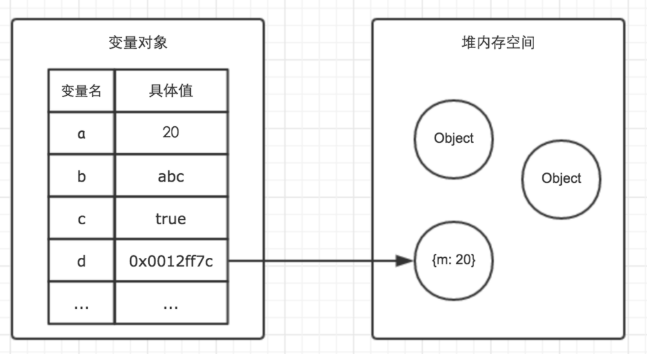 变量对象
变量名 具体值
a 20
b abc
c true
d 0x0012ff7c
... ...
堆内存空间
Object
Object
{m: 20}